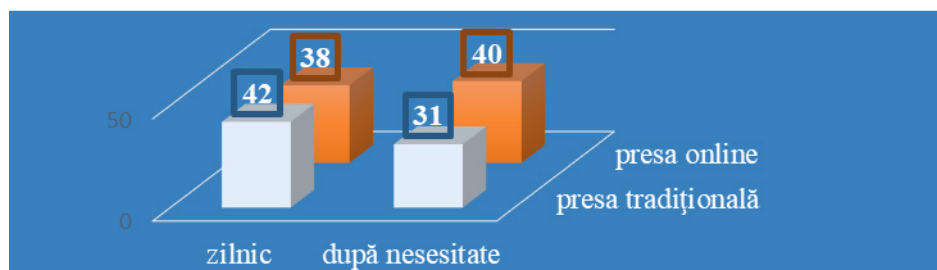 38
40
42
31
50
0
presa online
presa tradiţională
zilnic
după nesesitate